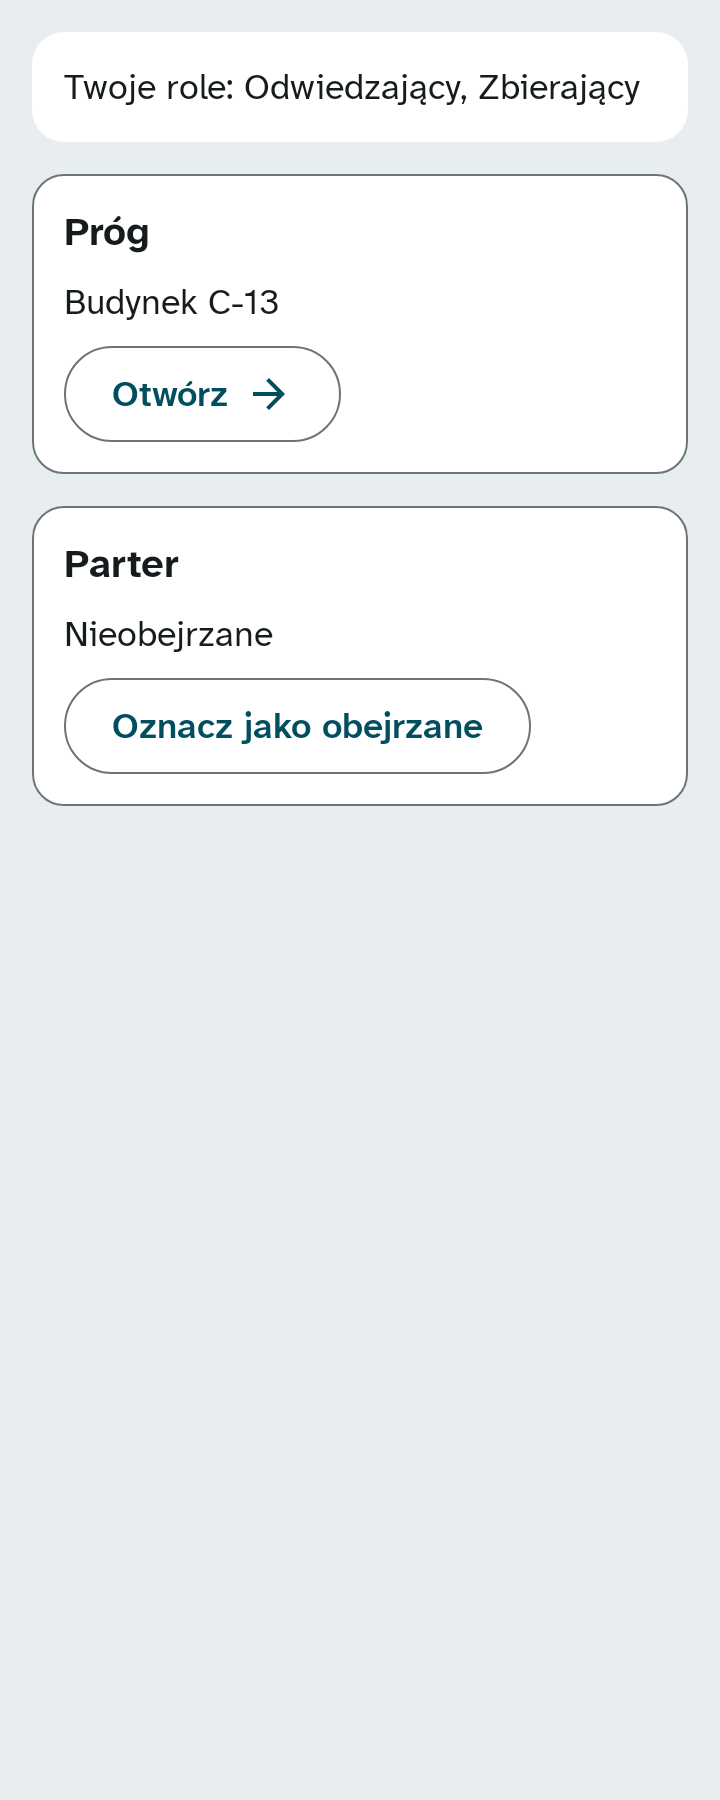 Twoje role: Odwiedzający, Zbierający
Próg
Budynek C-13
Otwórz
Parter
Nieobejrzane
Oznacz jako obejrzane